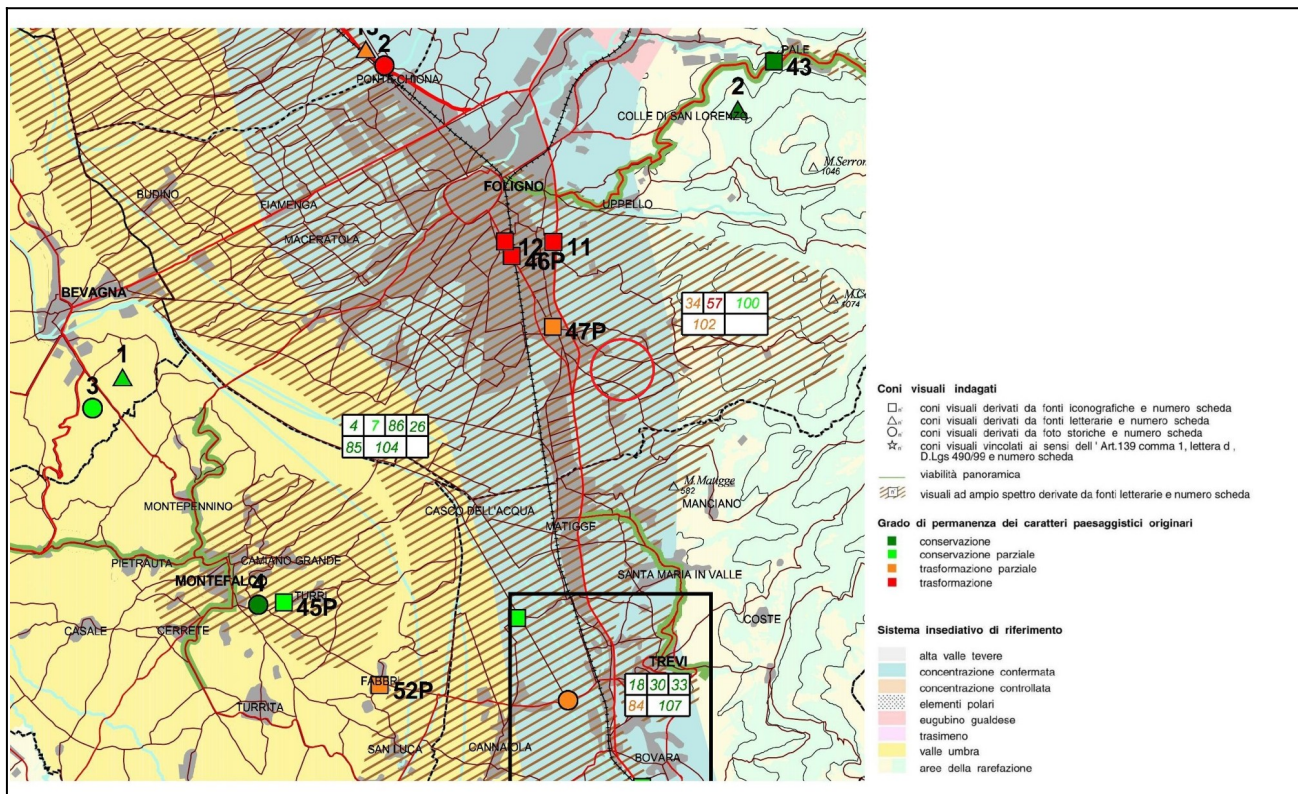 13
2
PONTE CHIONA
PALE
43
2
COLLE DI SAN LORENZO
M.Serron
1046
BUDINO
FOLIGNO
FIAMENGA
UPPELLO
MACERATOLA
12
11
46P
BEVAGNA
34 57 100
102
47P
1
3
4 7 86 26
85 104
M.Matigge
582
MONTEPENNINO
CASCO DELL'ACQUA
MANCIANO
MATIGGE
PIETRAUTA
CAMIANO GRANDE
MONTEFALCO
4
SANTA MARIA IN VALLE
TURRI
45P
COSTE
CASALE
CERRETE
TREVI
FABERI
52P
18 30 33
84 107
TURRITA
SAN LUCA
CANNAIOLA
BOVARA
Coni visuali indagati
coni visuali derivati da fonti iconografiche e numero scheda
coni visuali derivati da fonti letterarie e numero scheda
coni visuali derivati da foto storiche e numero scheda
coni visuali vincolati ai sensi dell ' Art.139 comma 1, lettera d ,
D.Lgs 490/99 e numero scheda
viabilità panoramica
visuali ad ampio spettro derivate da fonti letterarie e numero scheda
Grado di permanenza dei caratteri paesaggistici originari
conservazione
conservazione parziale
trasformazione parziale
trasformazione
Sistema insediativo di riferimento
alta valle tevere
concentrazione confermata
concentrazione controllata
elementi polari
eugubino gualdese
trasimeno
valle umbra
aree della rarefazione